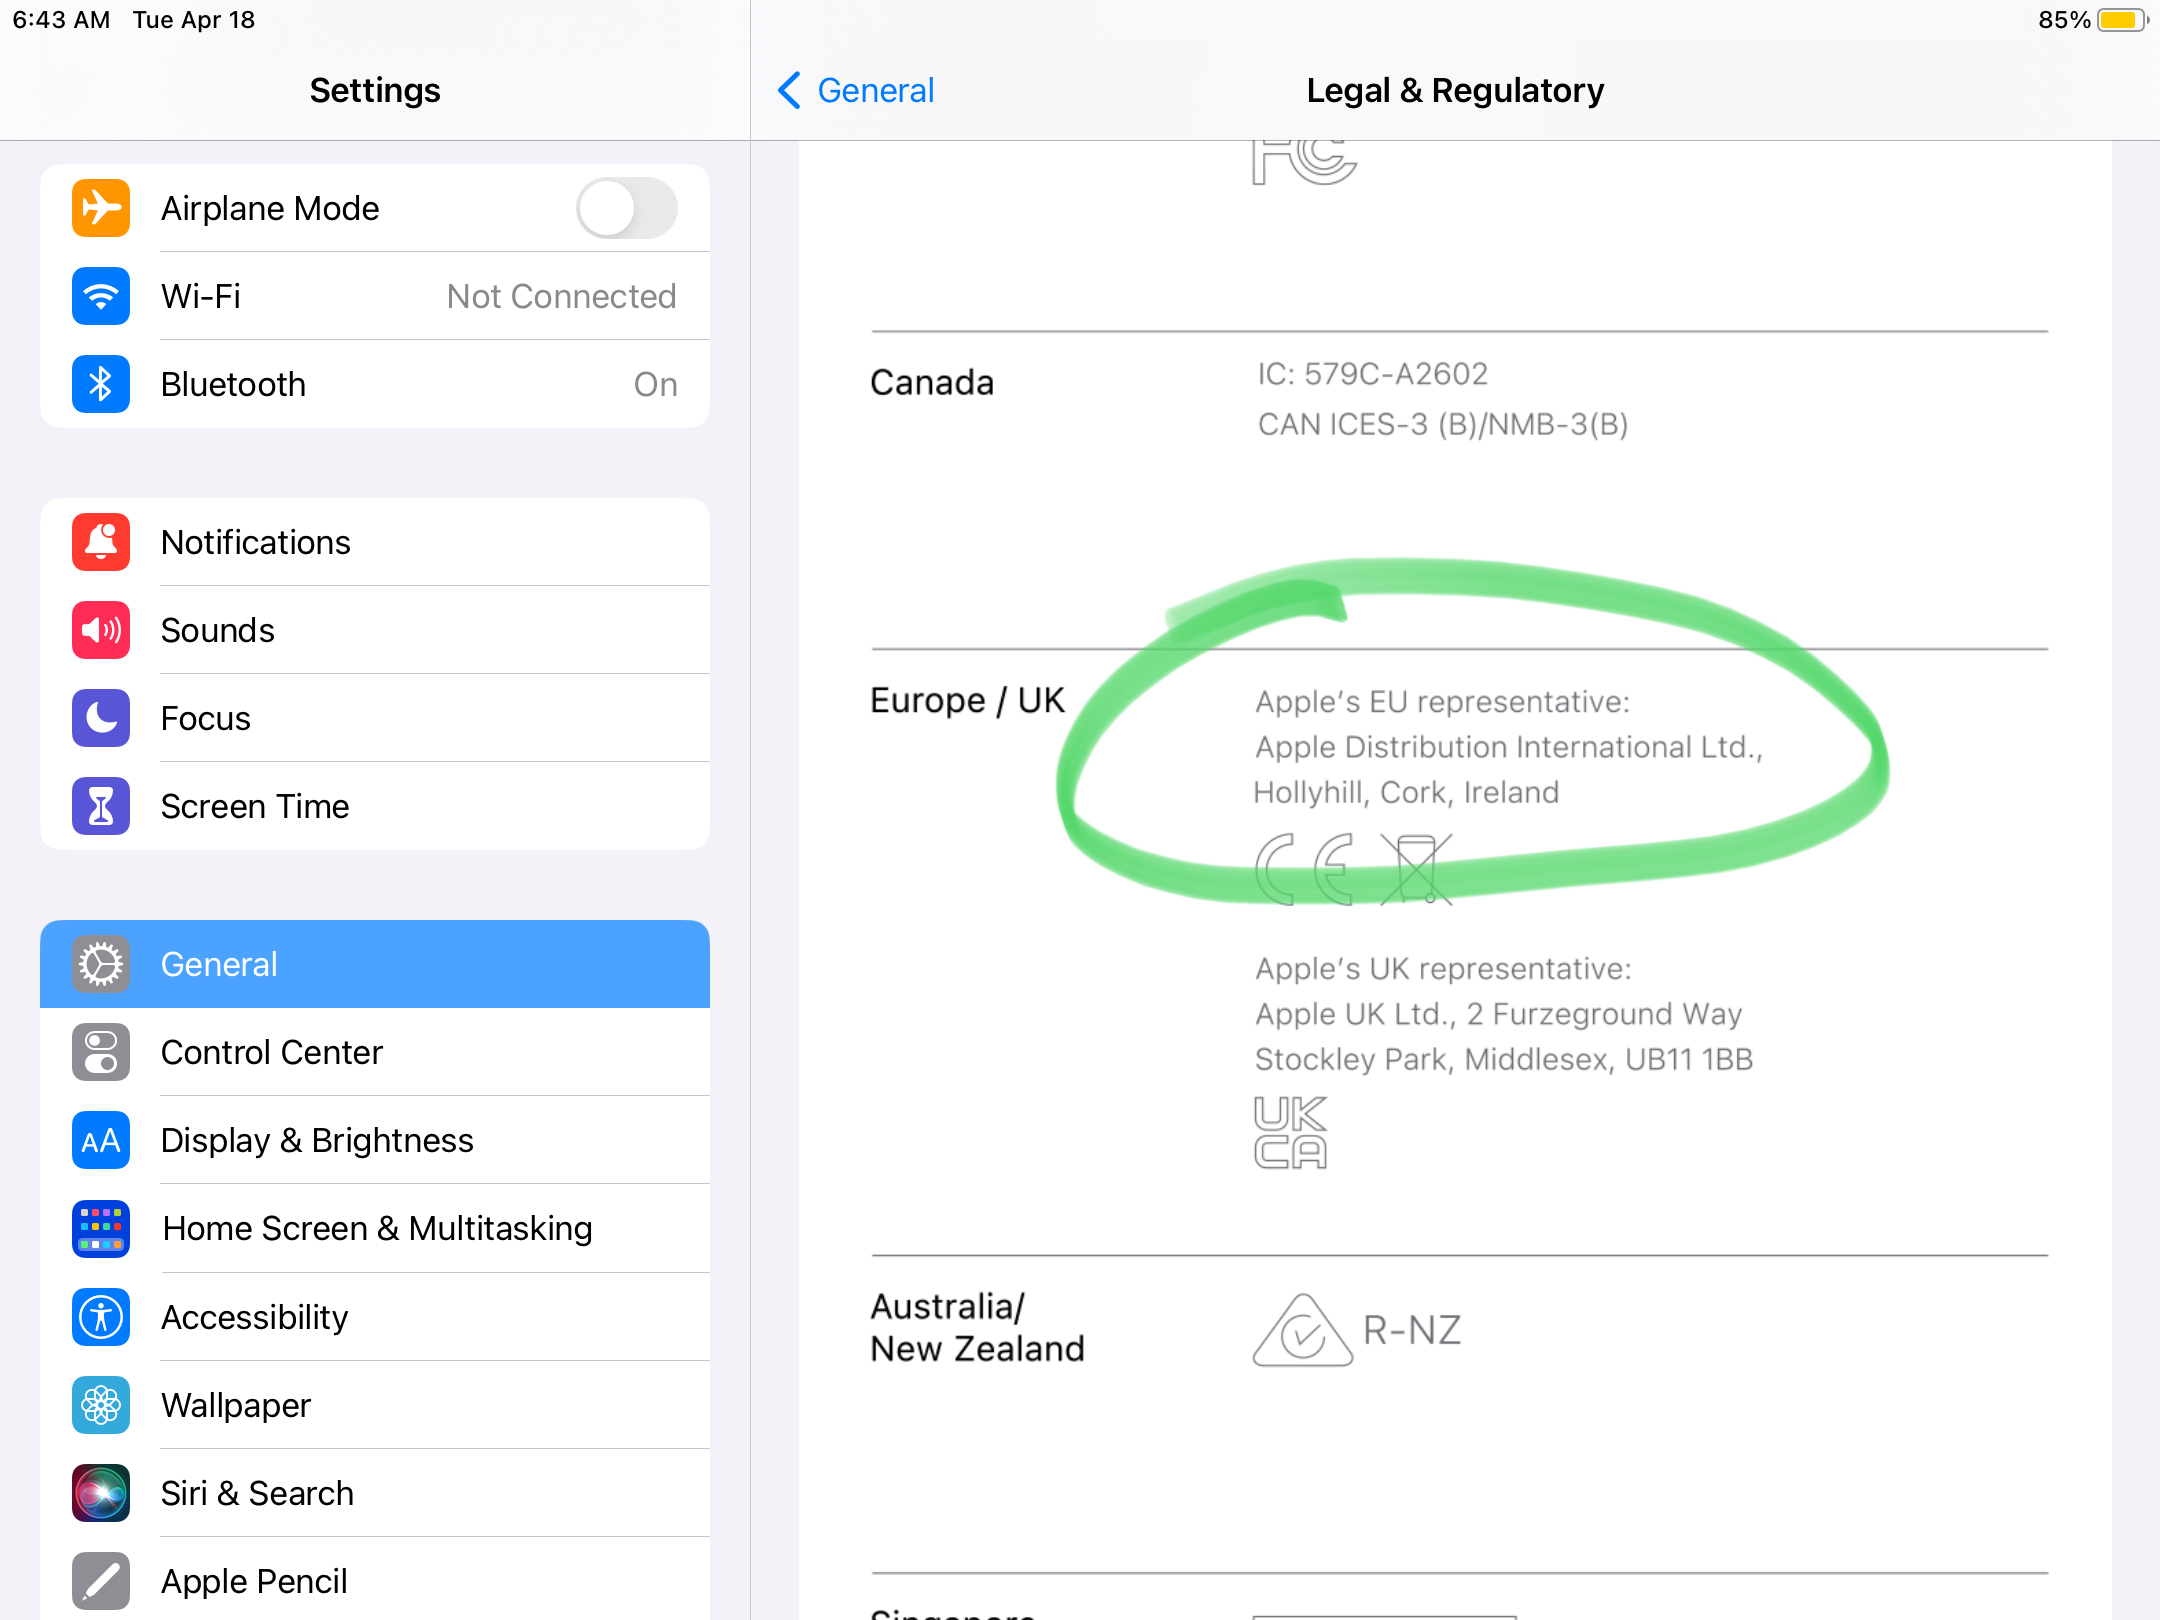 6:43 AM Tue Apr 18
85%
Settings
Airplane Mode
Wi-Fi Not Connected
Bluetooth On
Notifications
Sounds
Focus
Screen Time
General
Control Center
AA Display & Brightness
Home Screen & Multitasking
Accessibility
Wallpaper
Siri & Search
Apple Pencil
General
Legal & Regulatory
FC
Canada
IC: 579C-A2602
CAN ICES-3 (B)/NMB-3(B)
Europe / UK
Apple's EU representative:
Apple Distribution International Ltd.,
Hollyhill, Cork, Ireland
CE
Apple's UK representative:
Apple UK Ltd., 2 Furzeground Way
Stockley Park, Middlesex, UB11 1BB
UK
CA
Australia/
New Zealand
R-NZ
Singapore